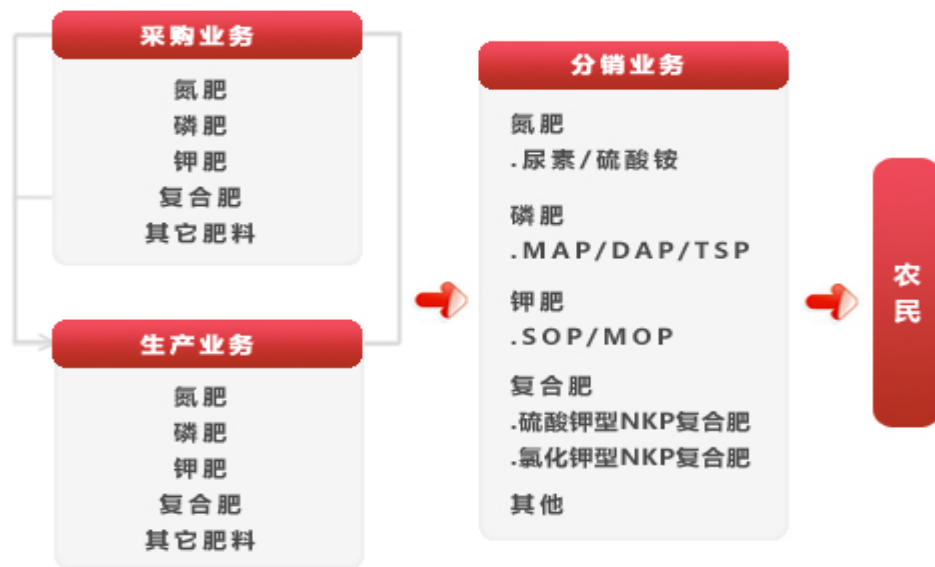 采购业务
氮肥
磷肥
钾肥
复合肥
其它肥料
生产业务
氮肥
磷肥
钾肥
复合肥
其它肥料
分销业务
氮肥
.尿素/硫酸铵
磷肥
.MAP/DAP/TSP
钾肥
.SOP/MOP
复合肥
.硫酸钾型NKP复合肥
.氯化钾型NKP复合肥
其他
农
民